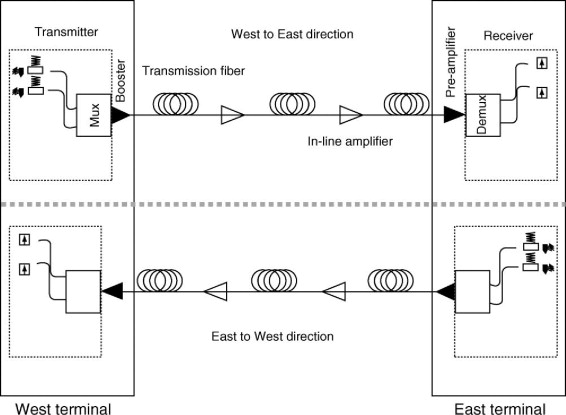 Transmitter
West to East direction
Receiver
Booster
Transmission fiber
Pre-amplifier
Mux
In-line amplifier
Demux
East to West direction
West terminal
East terminal